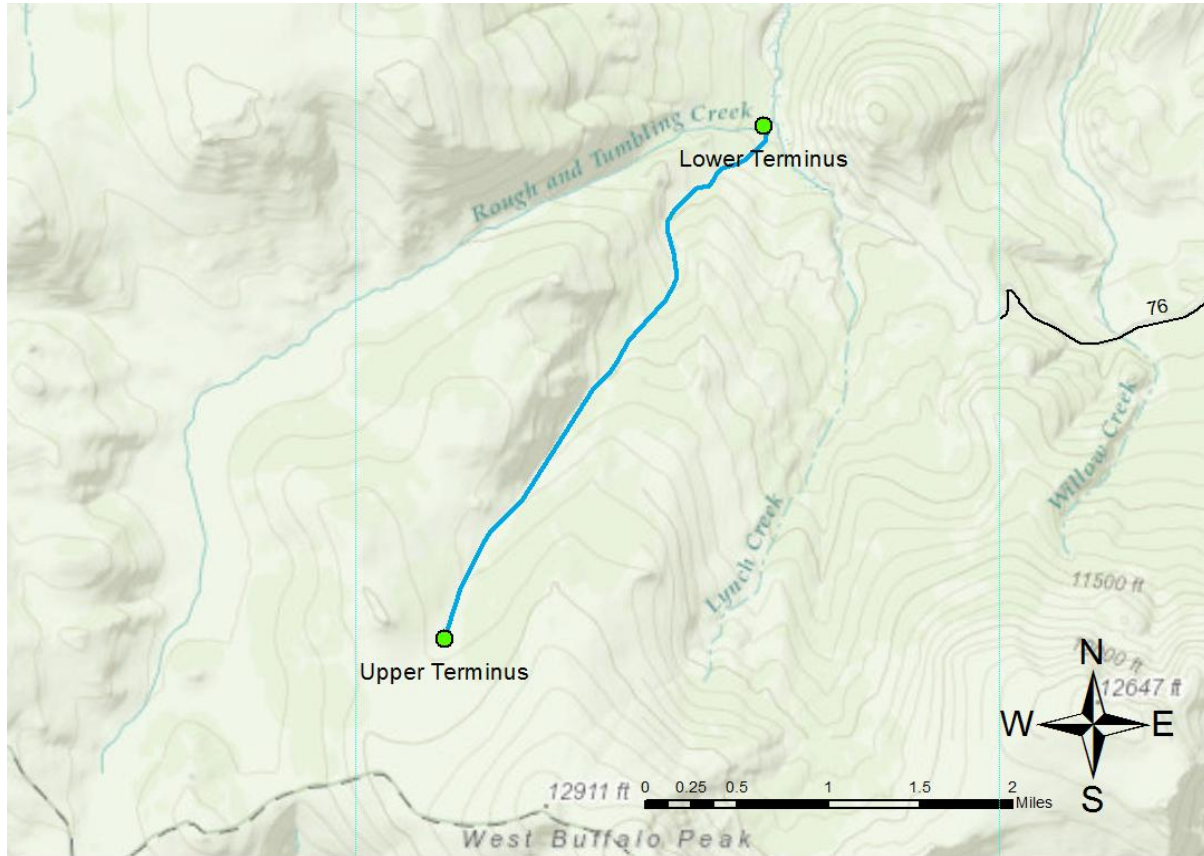 Rough and Tumbling Creek
Lower Terminus
76
Willow Creek
Lynch Creek
11500 ft
Upper Terminus
N
12647 ft
W E
S
12911 ft
0 0.25 0.5 1 1.5 2
Miles
West Buffalo Peak